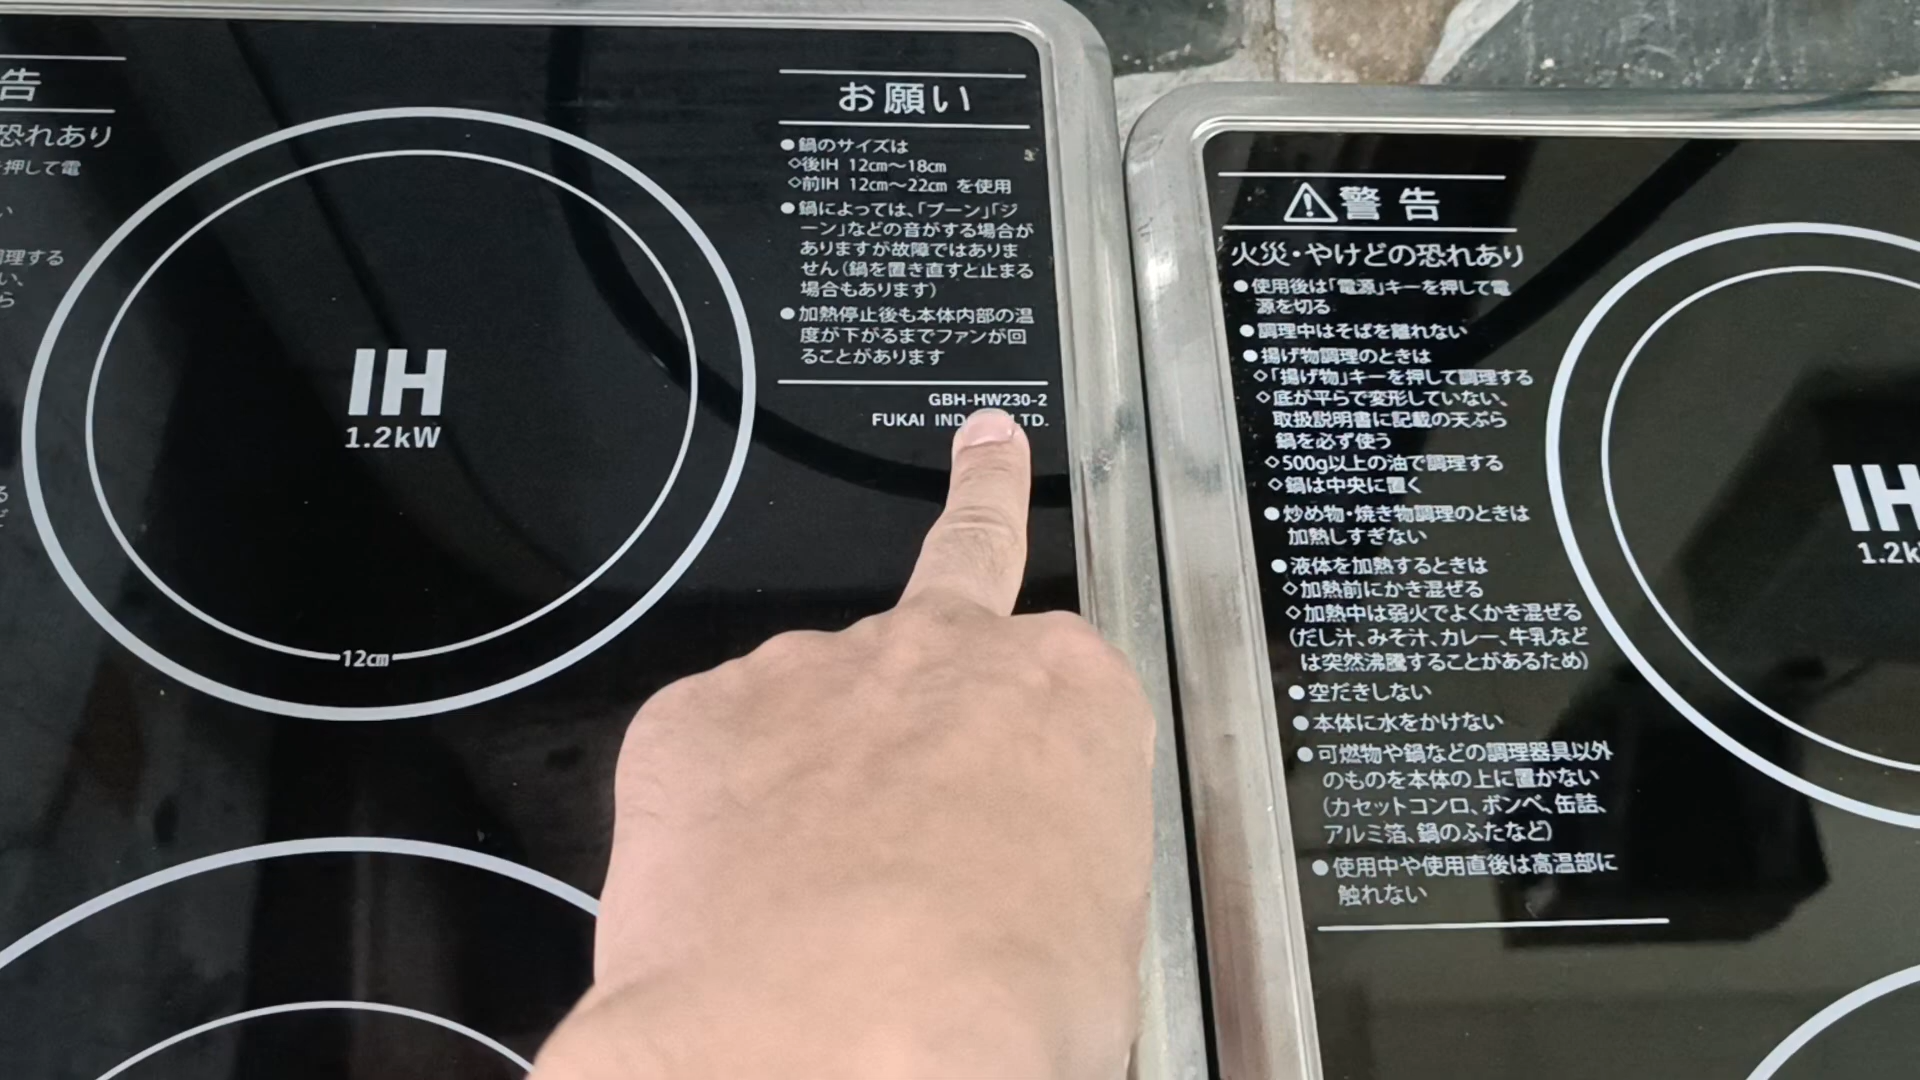 告
恐れあり
押して電
い
理する
い、
ら
る
IH
1.2kW
12cm
お願い
●鍋のサイズは
◇後IH 12cm～18cm
◇前IH 12cm～22cm を使用
●鍋によっては、「ブーン」「ジ
ーン」などの音がする場合が
ありますが故障ではありま
せん(鍋を置き直すと止まる
場合もあります)
●加熱停止後も本体内部の温
度が下がるまでファンが回
ることがあります
GBH-HW230-2
FUKAI IND LTD.
⚠警告
火災・やけどの恐れあり
●使用後は「電源」キーを押して電
源を切る
●調理中はそばを離れない
●揚げ物調理のときは
◇「揚げ物」キーを押して調理する
◇底が平らで変形していない、
取扱説明書に記載の天ぷら
鍋を必ず使う
◇500g以上の油で調理する
◇鍋は中央に置く
●炒め物・焼き物調理のときは
加熱しすぎない
●液体を加熱するときは
◇加熱前にかき混ぜる
◇加熱中は弱火でよくかき混ぜる
(だし汁、みそ汁、カレー、牛乳など
は突然沸騰することがあるため)
●空だきしない
●本体に水をかけない
●可燃物や鍋などの調理器具以外
のものを本体の上に置かない
(カセットコンロ、ボンベ、缶詰、
アルミ箔、鍋のふたなど)
●使用中や使用直後は高温部に
触れない
IH
1.2k